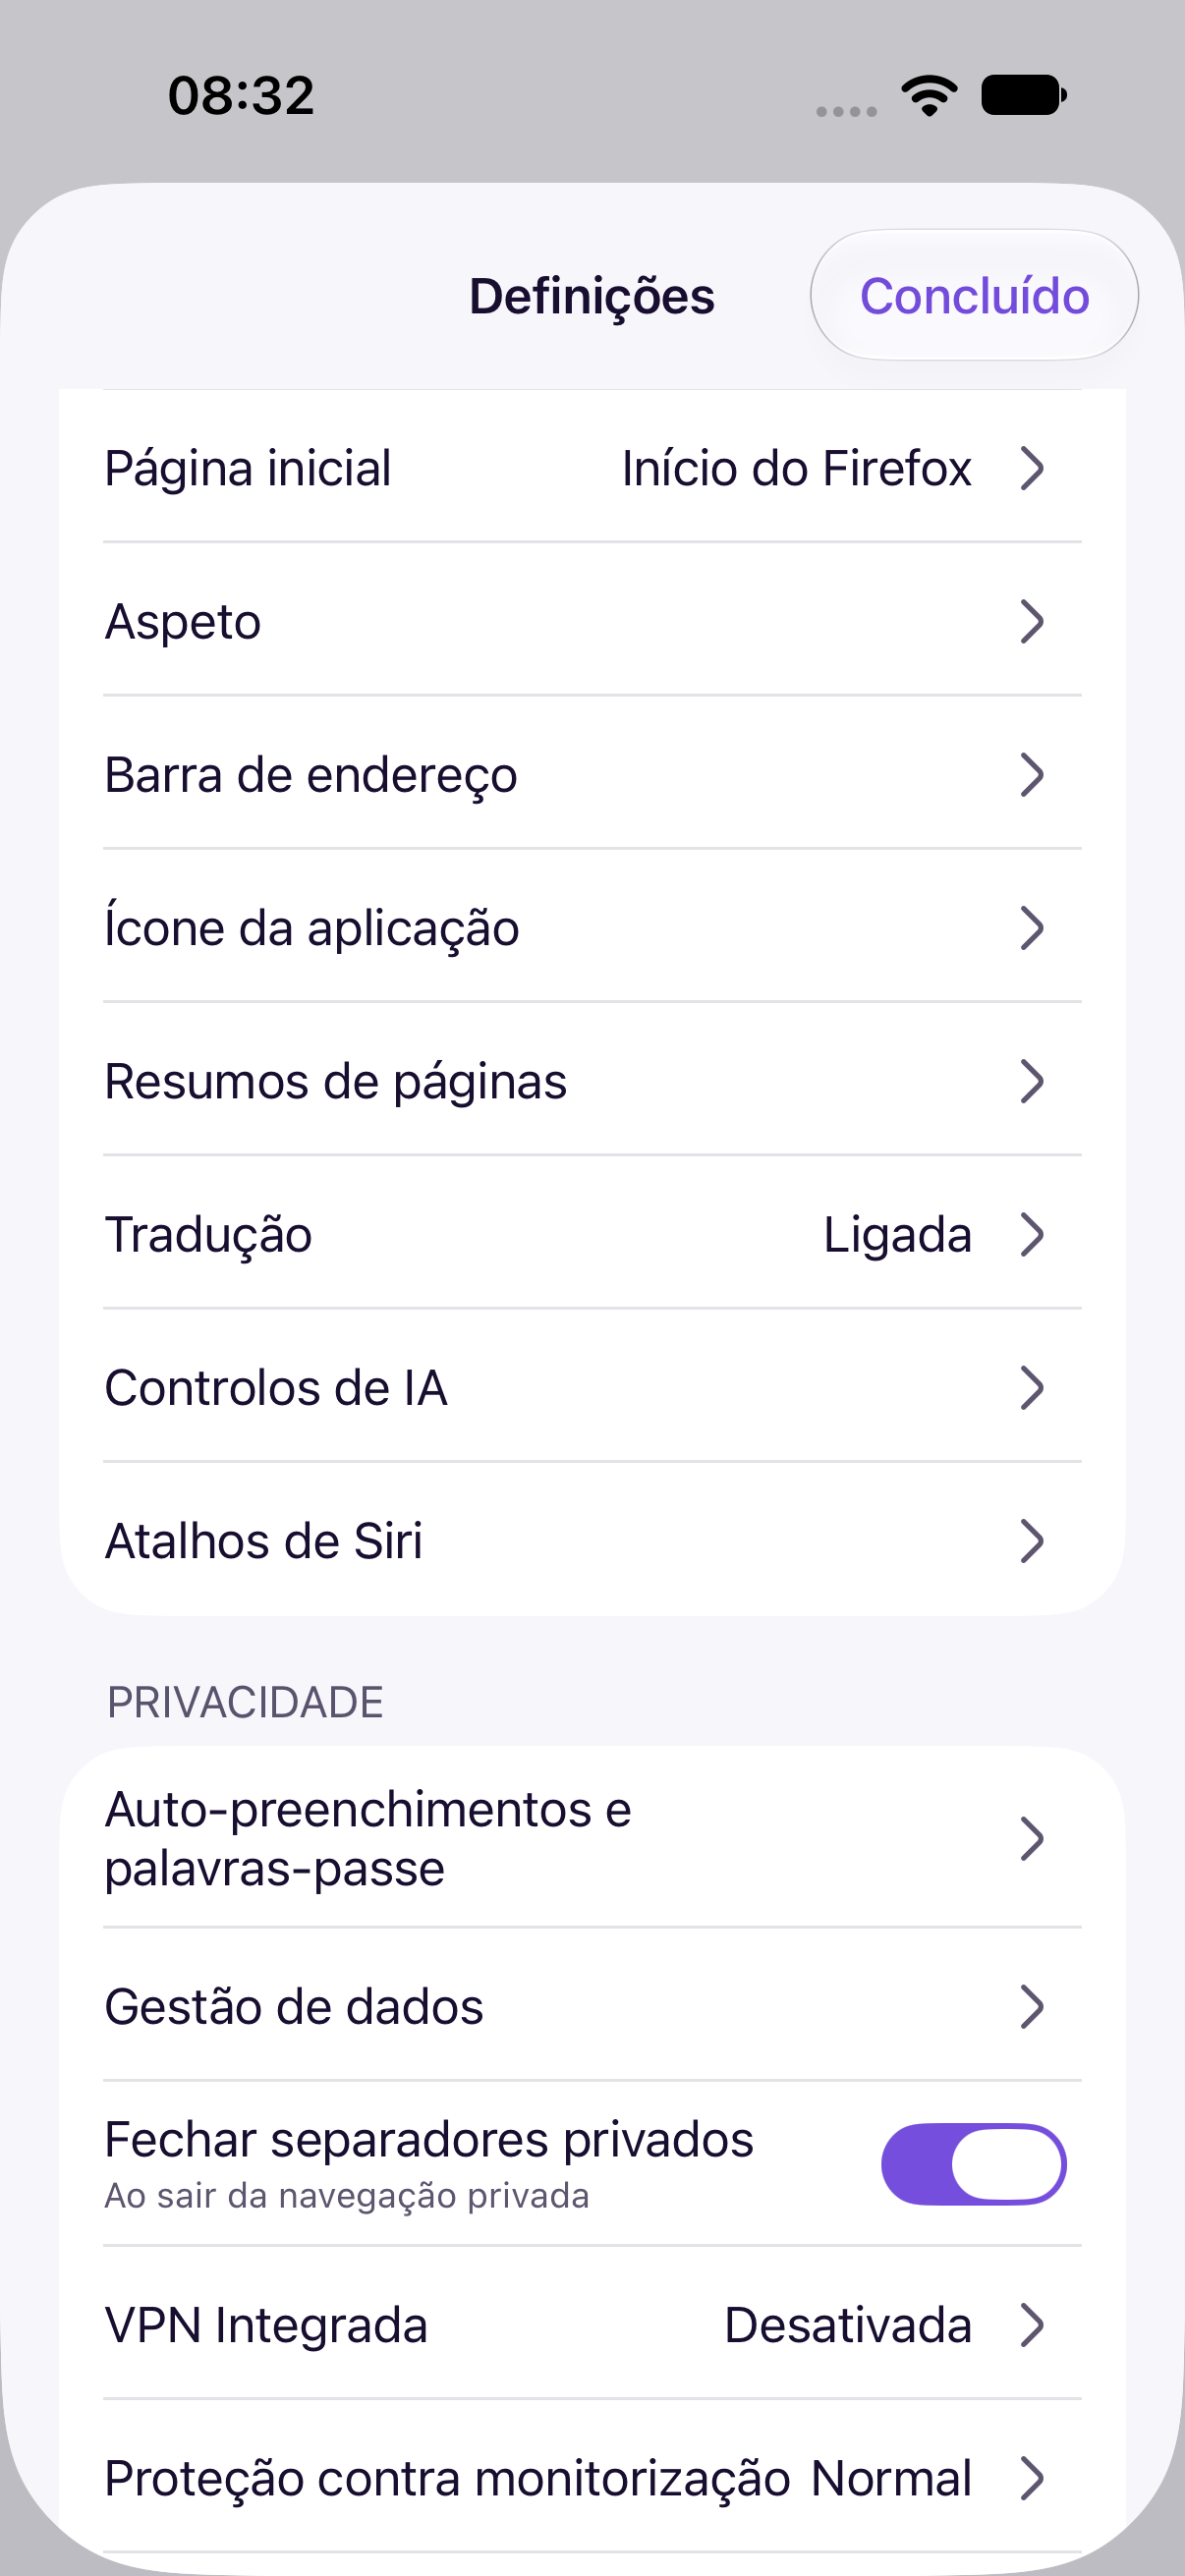 08:32
Definições
Concluído
Página inicial Início do Firefox
Aspeto
Barra de endereço
Ícone da aplicação
Resumos de páginas
Tradução Ligada
Controlos de IA
Atalhos de Siri
PRIVACIDADE
Auto-preenchimentos e
palavras-passe
Gestão de dados
Fechar separadores privados
Ao sair da navegação privada
VPN Integrada Desativada
Proteção contra monitorização Normal